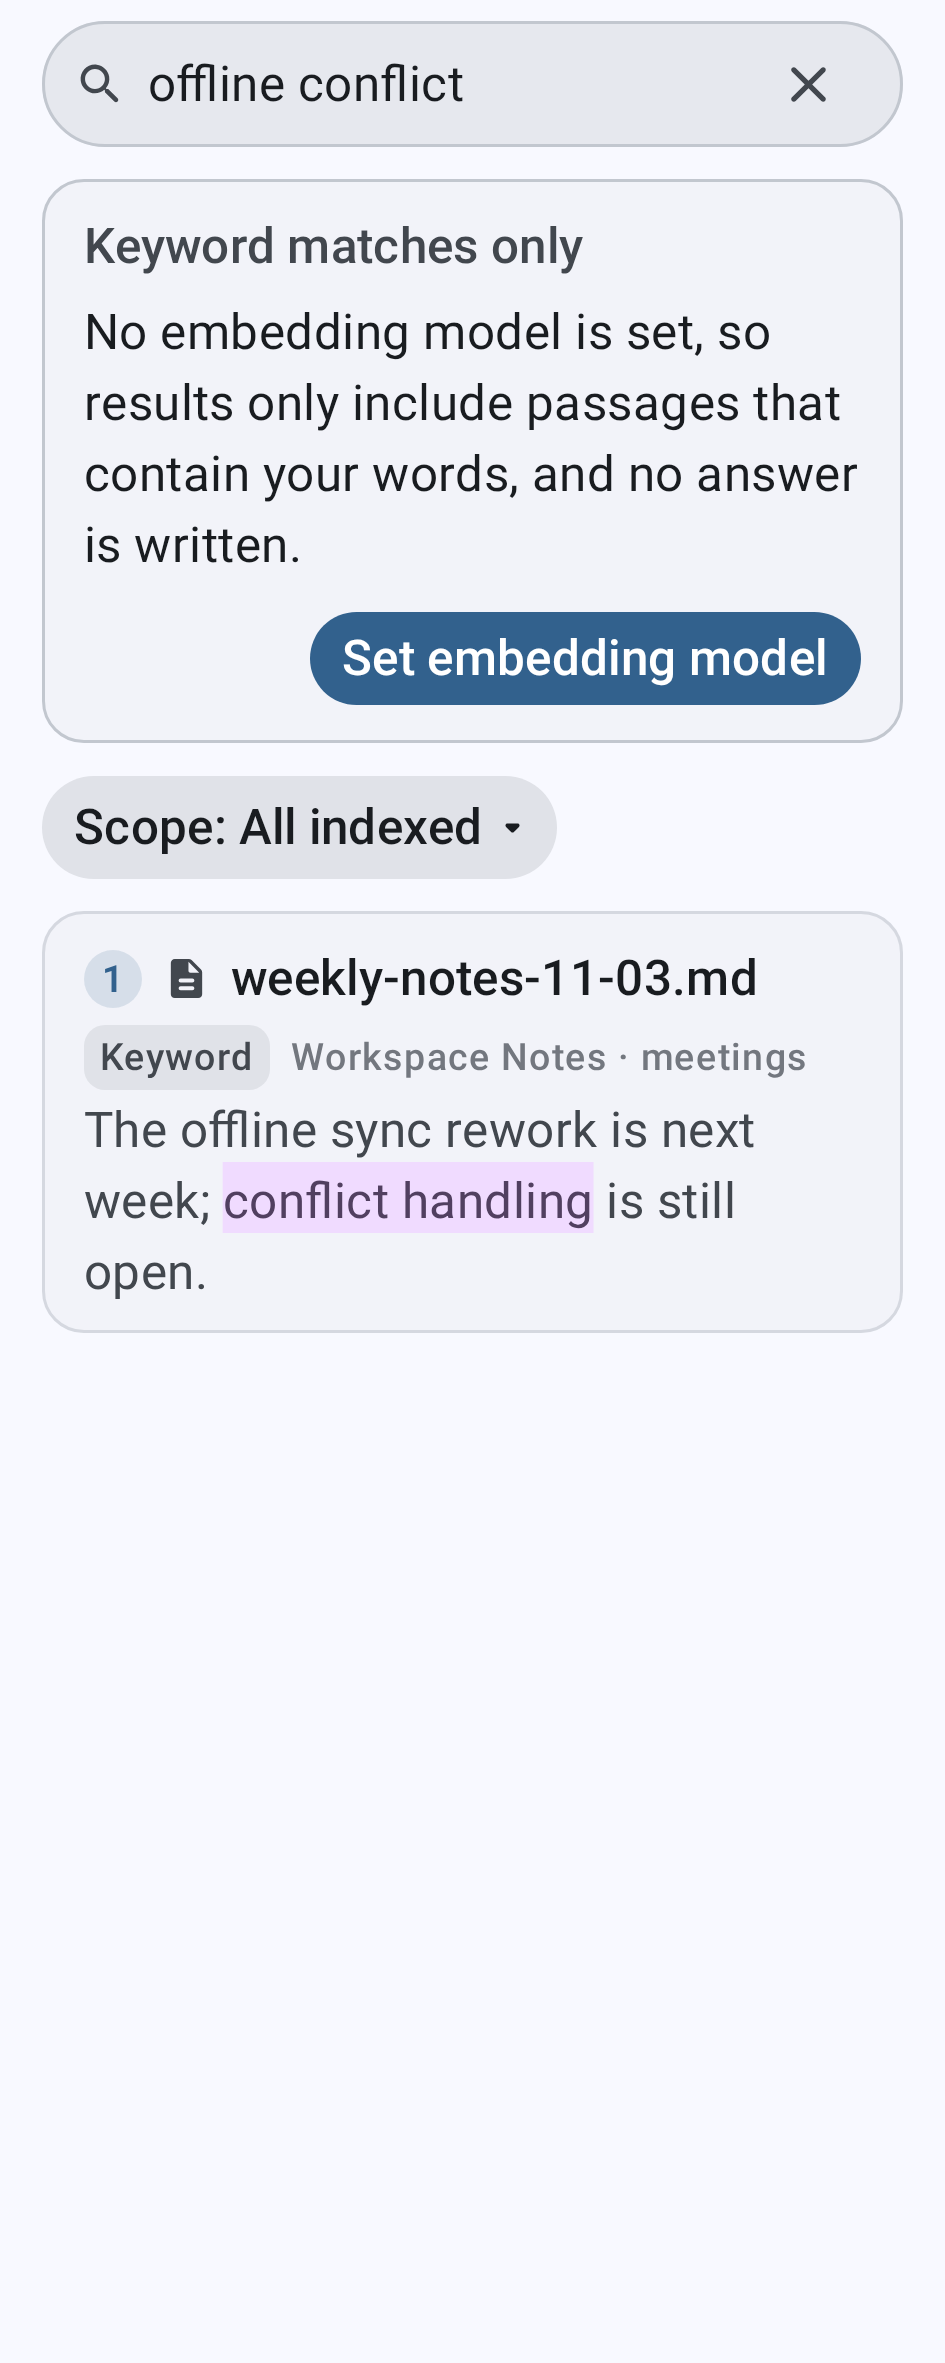 offline conflict
Keyword matches only
No embedding model is set, so
results only include passages that
contain your words, and no answer
is written.
Set embedding model
Scope: All indexed
1 weekly-notes-11-03.md
Keyword Workspace Notes · meetings
The offline sync rework is next
week; conflict handling is still
open.